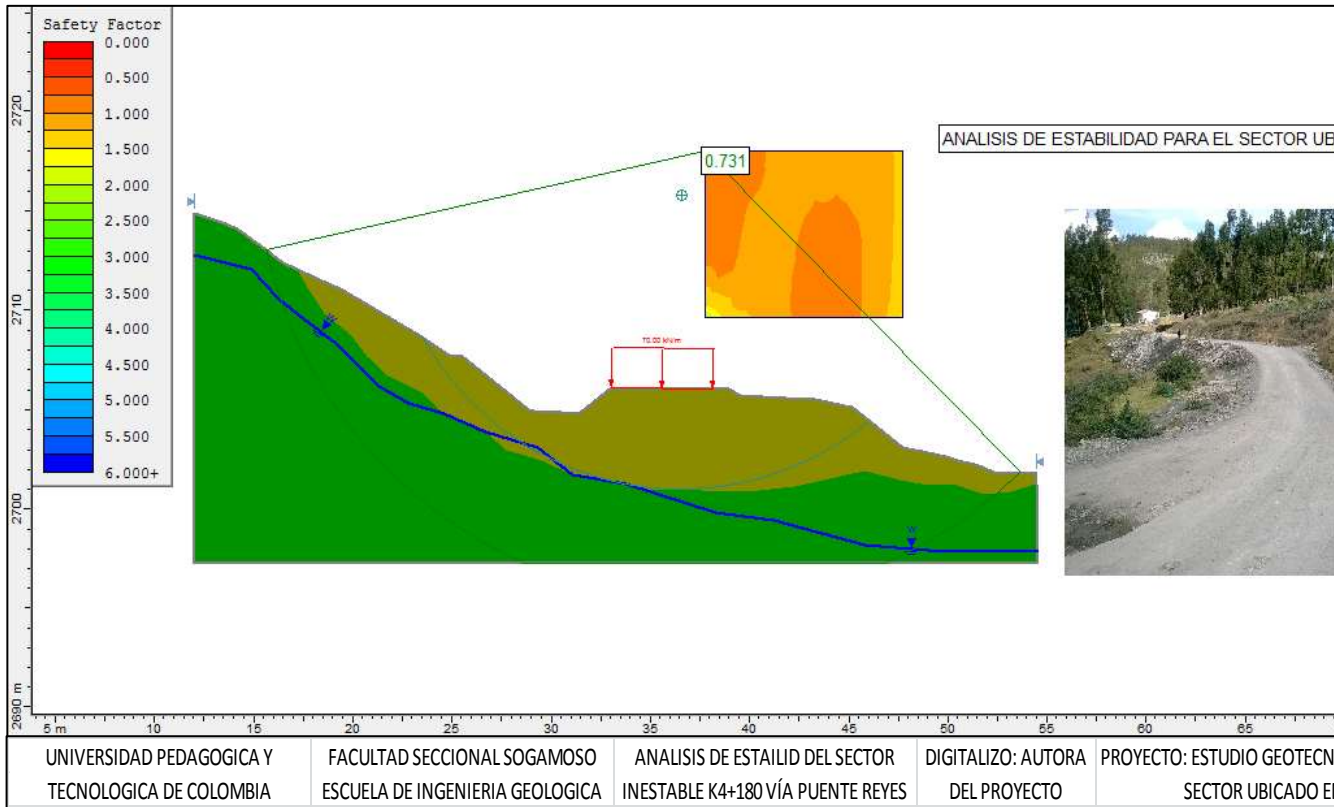 Safety Factor
0.000
0.500
1.000
1.500
2.000
2.500
3.000
3.500
4.000
4.500
5.000
5.500
6.000+
2720
2710
2700
2690 m
0.731
ANALISIS DE ESTABILIDAD PARA EL SECTOR UB
W
5 m
10
15
20
25
30
35
40
45
50
55
60
65
UNIVERSIDAD PEDAGOGICA Y
TECNOLOGICA DE COLOMBIA
FACULTAD SECCIONAL SOGAMOSO
ESCUELA DE INGENIERIA GEOLOGICA
ANALISIS DE ESTAILID DEL SECTOR
INESTABLE K4+180 VÍA PUENTE REYES
DIGITALIZO: AUTORA
DEL PROYECTO
PROYECTO: ESTUDIO GEOTECN
SECTOR UBICADO E